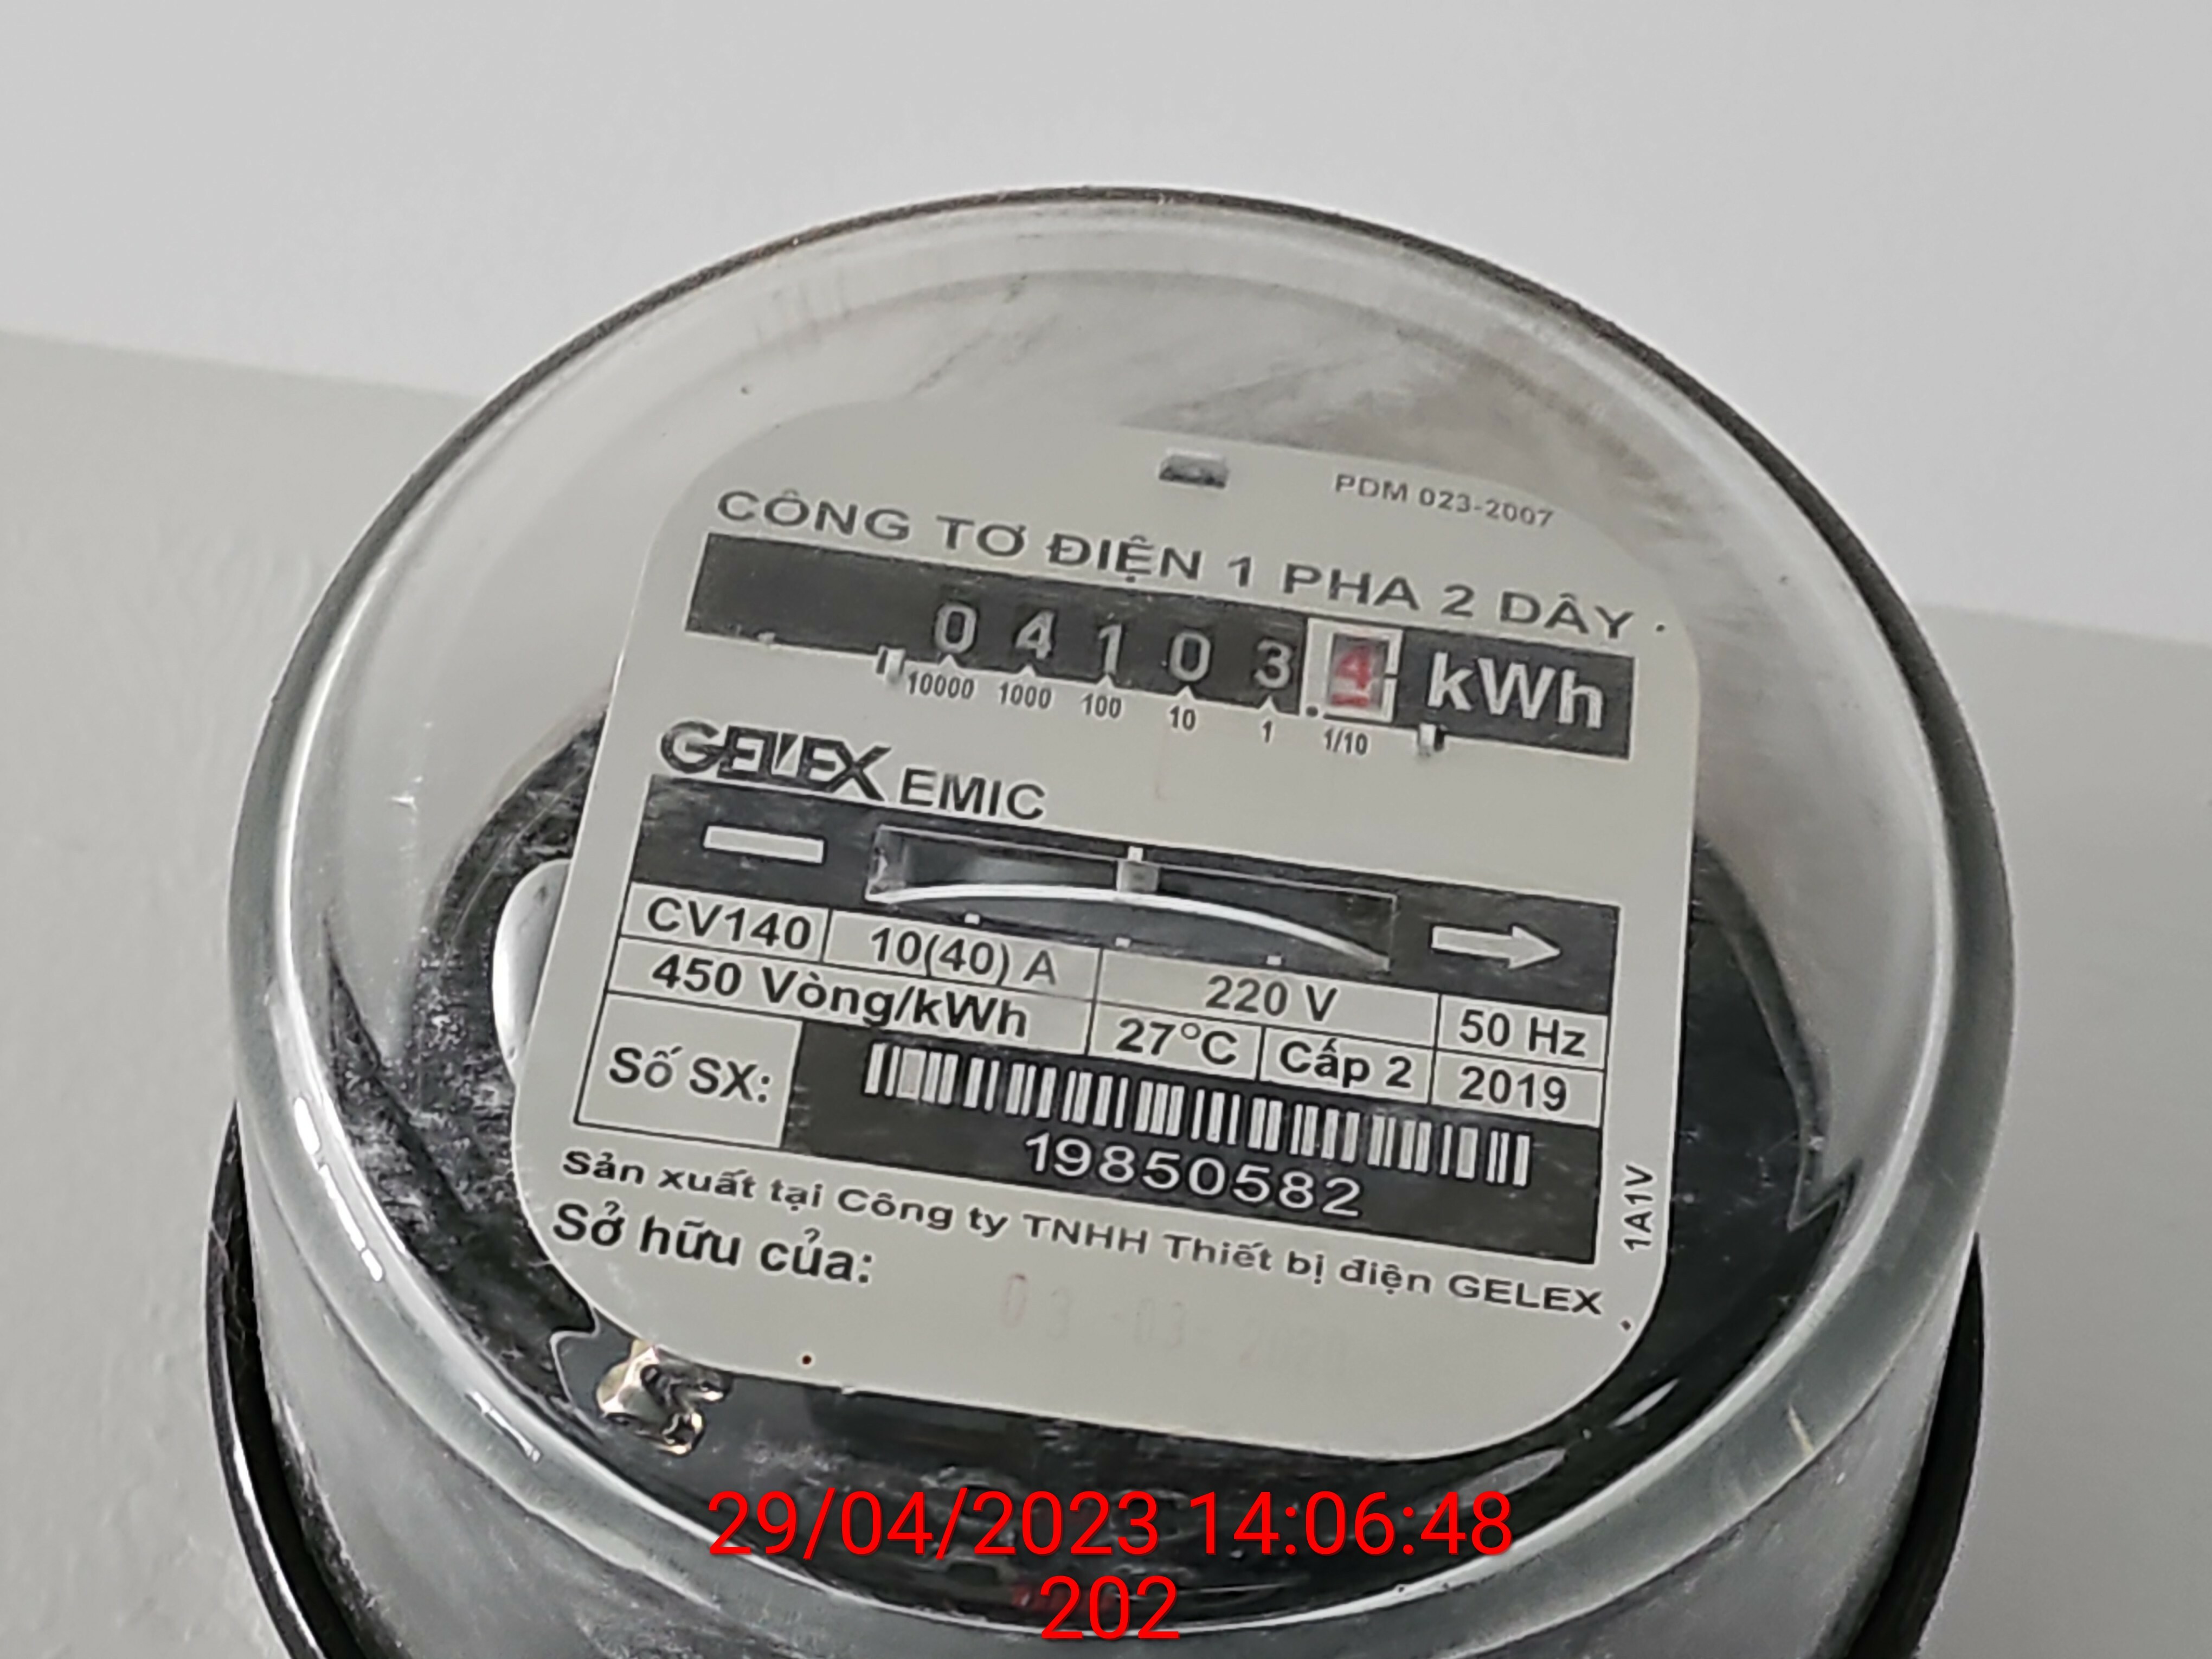 PDM 023-2007
CÔNG TƠ ĐIỆN 1 PHA 2 DÂY
0 4 1 0 3 4 kWh
10000 1000 100 10 1 1/10
GELEX EMIC
CV140 10(40) A 220 V 50 Hz
450 Vòng/kWh 27°C Cấp 2 2019
Số SX:
19850582
Sản xuất tại Công ty TNHH Thiết bị điện GELEX
Sở hữu của:
1A1V
03 -03
29/04/2023 14:06:48
202